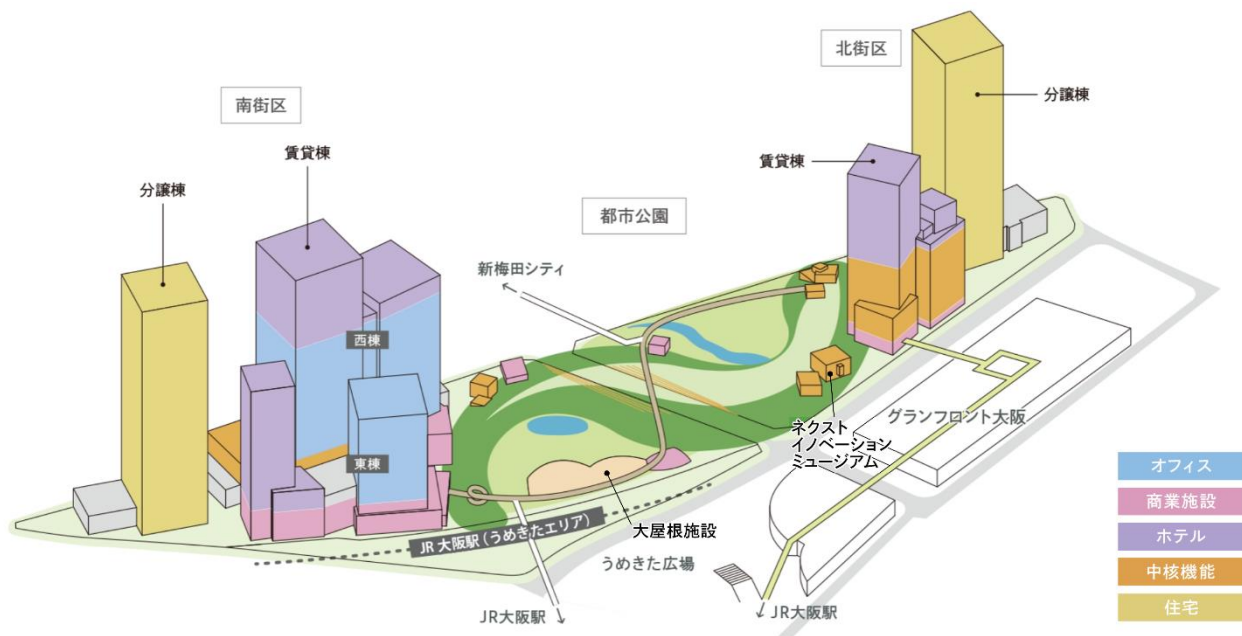 北街区
分譲棟
南街区
賃貸棟
賃貸棟
分譲棟
都市公園
新梅田シティ
西棟
グランフロント大阪
ネクスト
イノベーション
ミュージアム
東棟
オフィス
商業施設
ホテル
中核機能
住宅
大屋根施設
JR大阪駅(うめきたエリア)
うめきた広場
JR大阪駅
JR大阪駅